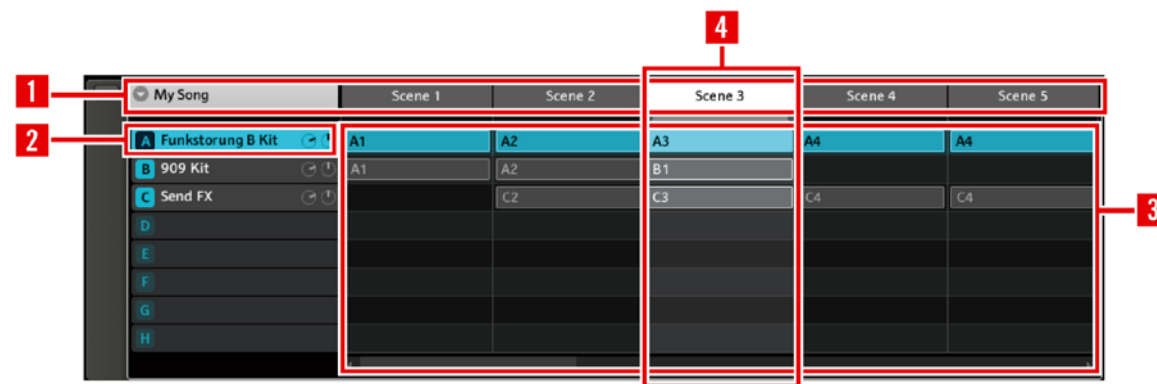 4
1 My Song Scene 1 Scene 2 Scene 3 Scene 4 Scene 5
2 A Funkstorung B Kit A1 A2 A3 A4 A4
B 909 Kit A1 A2 B1
C Send FX C2 C3 C4 C4 3
D
E
F
G
H